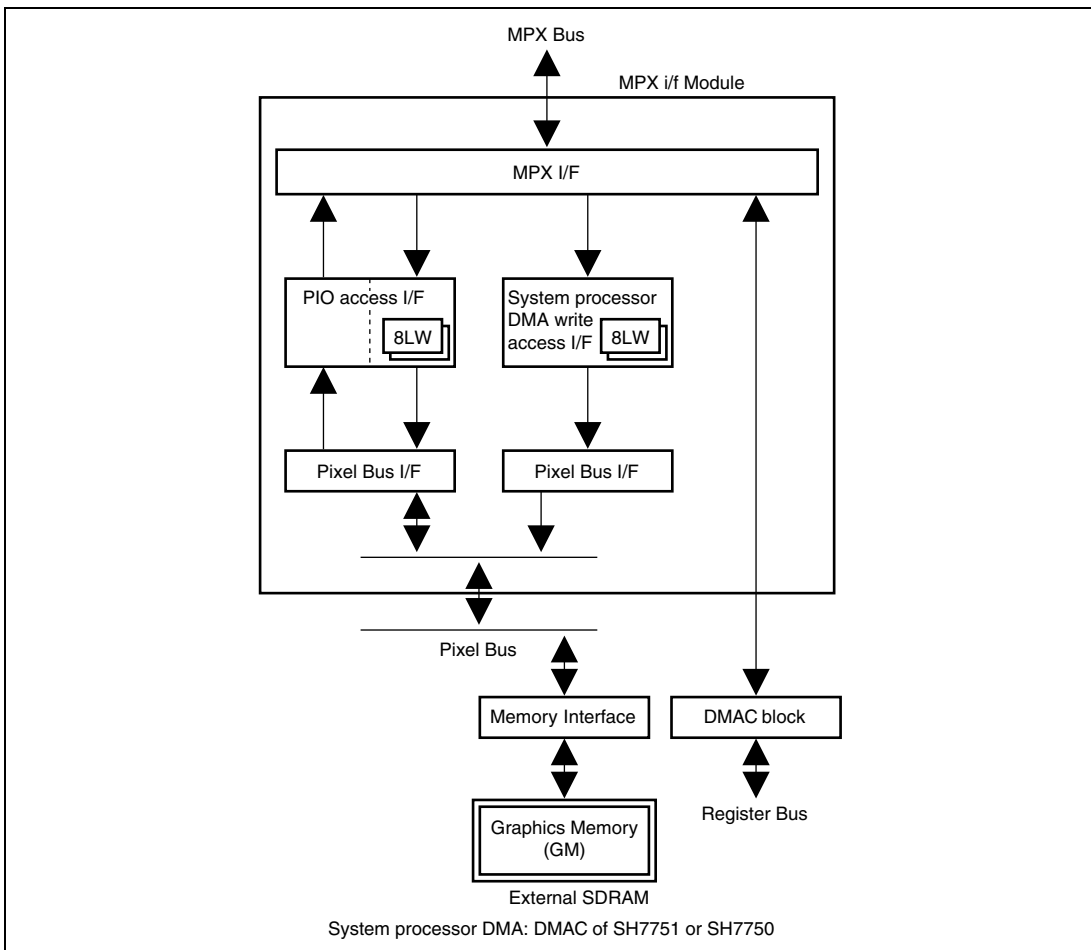 MPX Bus
MPX i/f Module
MPX I/F
PIO access I/F
8LW
System processor
DMA write
access I/F
8LW
Pixel Bus I/F
Pixel Bus I/F
Pixel Bus
Memory Interface
DMAC block
Graphics Memory
(GM)
Register Bus
External SDRAM
System processor DMA: DMAC of SH7751 or SH7750